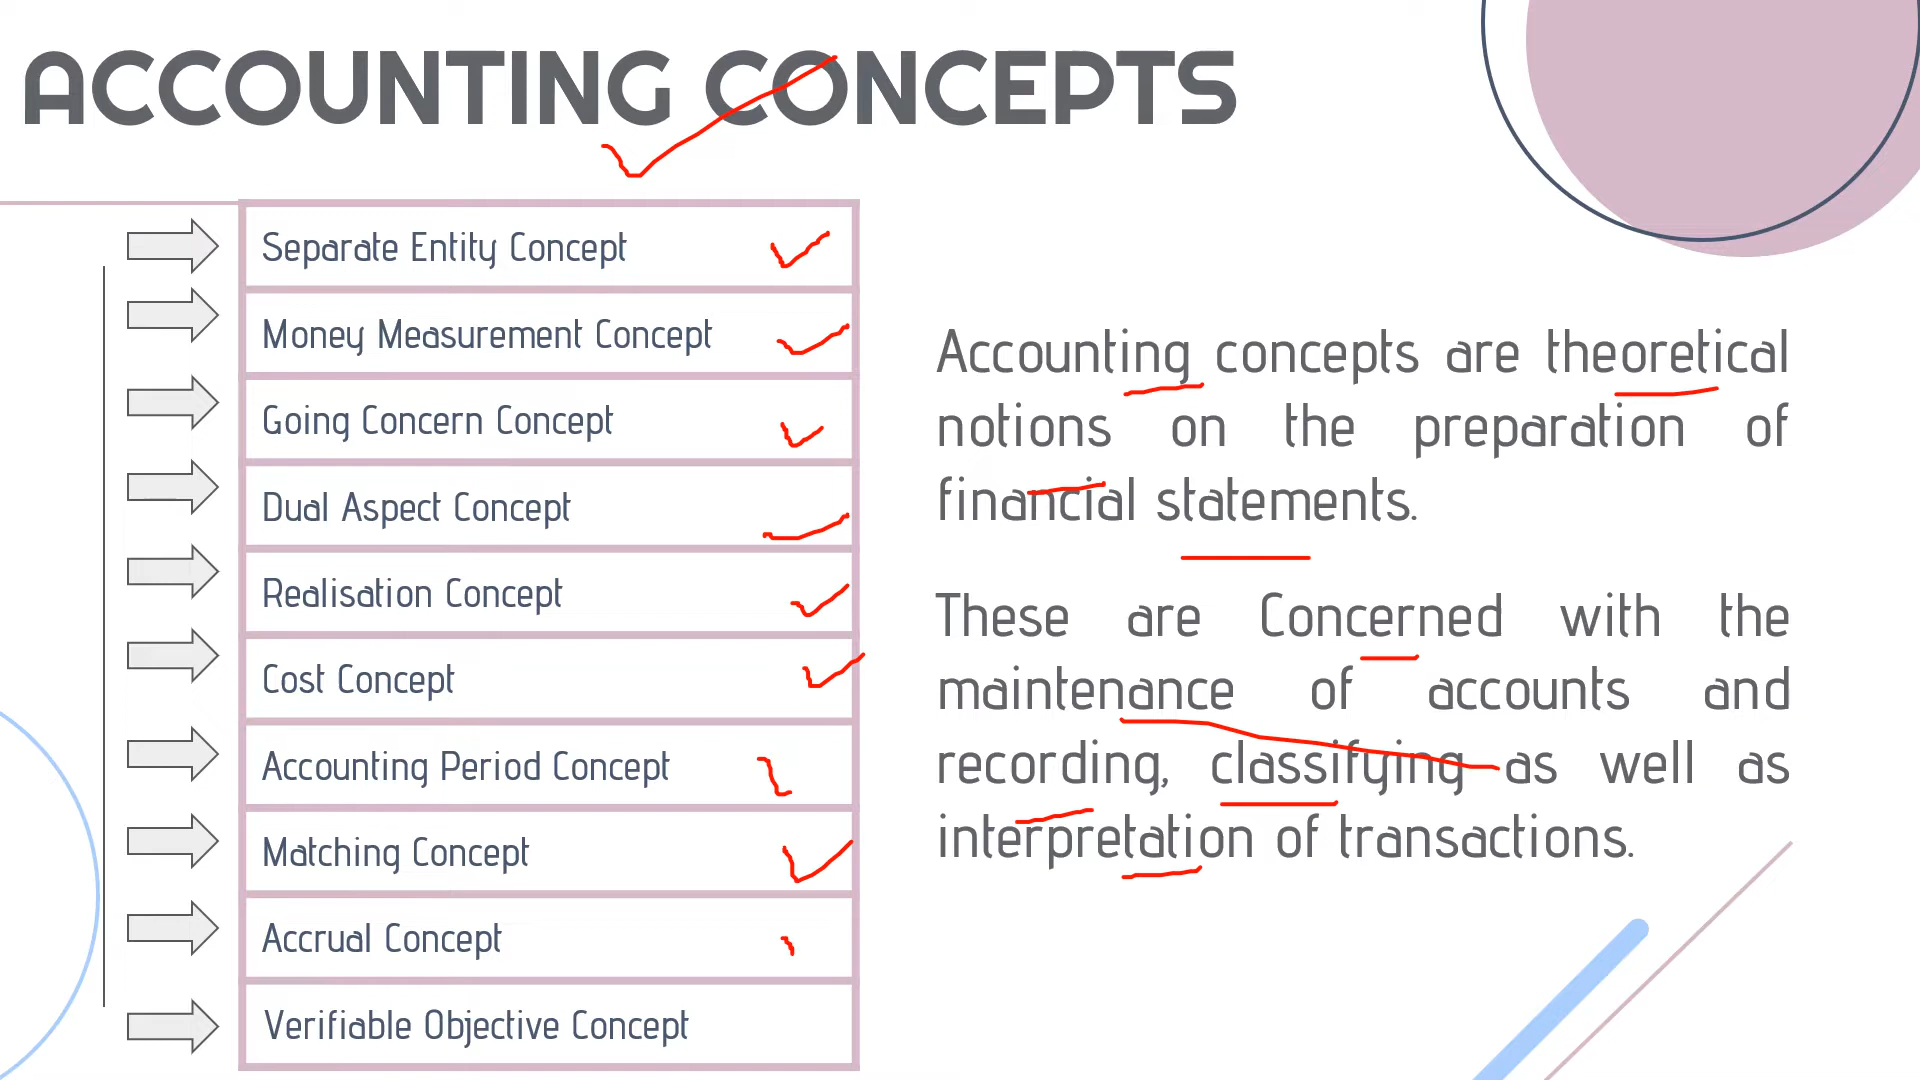 ACCOUNTING CONCEPTS
Separate Entity Concept
Money Measurement Concept
Going Concern Concept
Dual Aspect Concept
Realisation Concept
Cost Concept
Accounting Period Concept
Matching Concept
Accrual Concept
Verifiable Objective Concept
Accounting concepts are theoretical
notions on the preparation of
financial statements.
These are Concerned with the
maintenance of accounts and
recording, classifying as well as
interpretation of transactions.